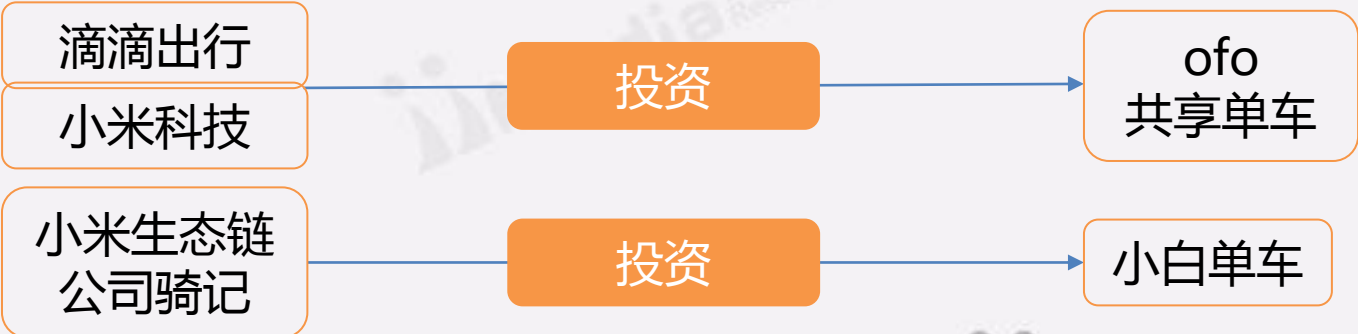 滴滴出行
小米科技
投资
ofo
共享单车
小米生态链
公司骑记
投资
小白单车